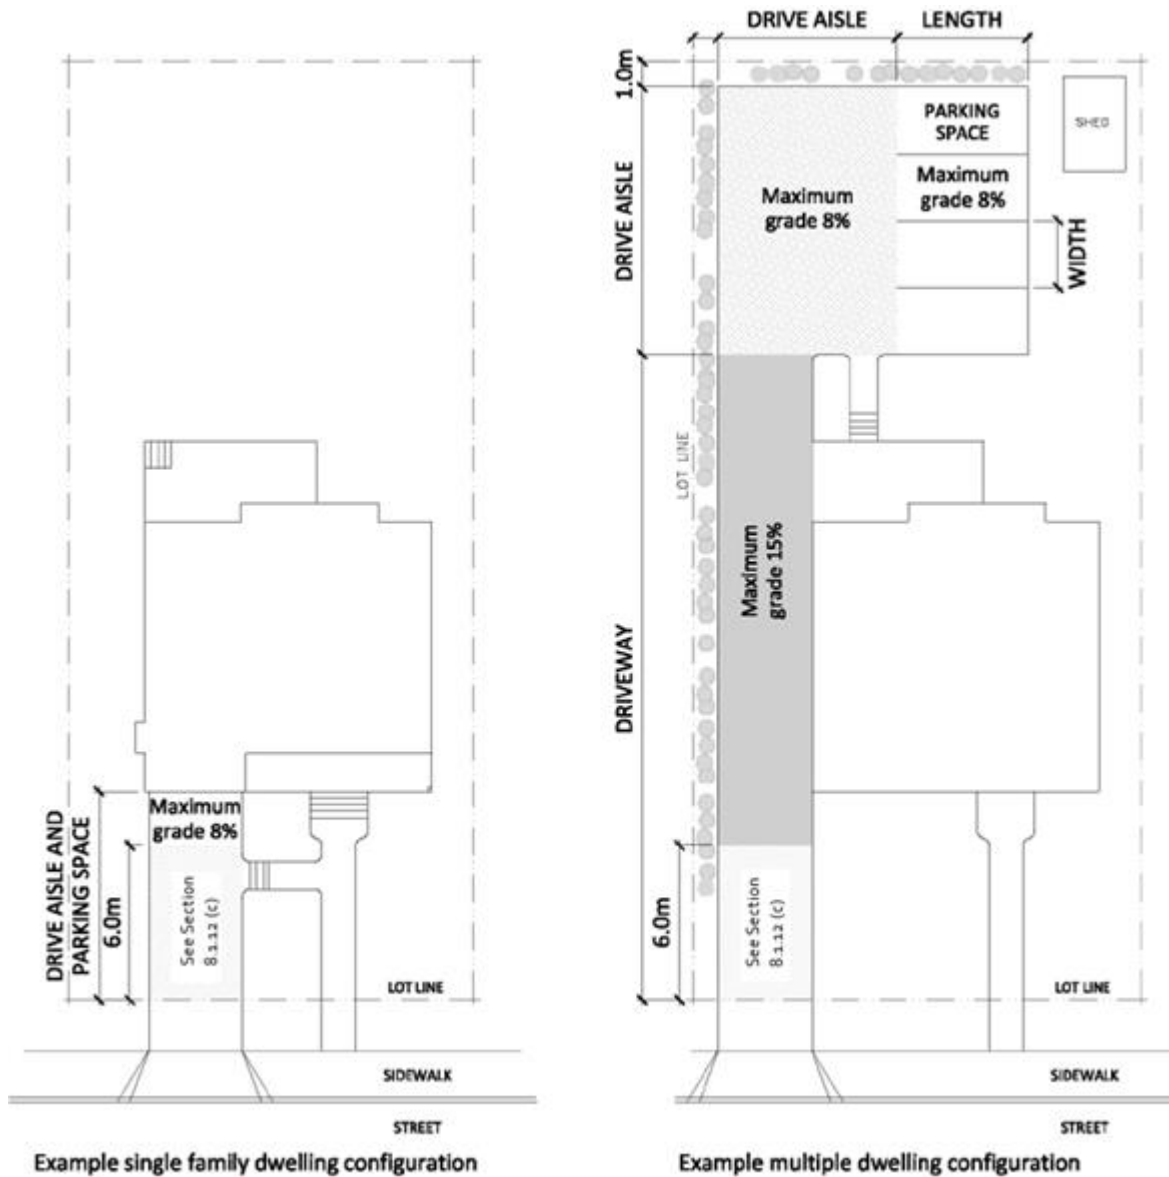 DRIVE AISLE
LENGTH
1.0m
PARKING
SPACE
SHED
DRIVE AISLE
Maximum
grade 8%
Maximum
grade 8%
WIDTH
LOT LINE
Maximum
grade 15%
DRIVEWAY
Maximum
grade 8%
DRIVE AISLE AND
PARKING SPACE
6.0m
See Section
8.1.12 (c)
LOT LINE
6.0m
See Section
8.1.12 (c)
LOT LINE
SIDEWALK
SIDEWALK
STREET
STREET
Example single family dwelling configuration
Example multiple dwelling configuration